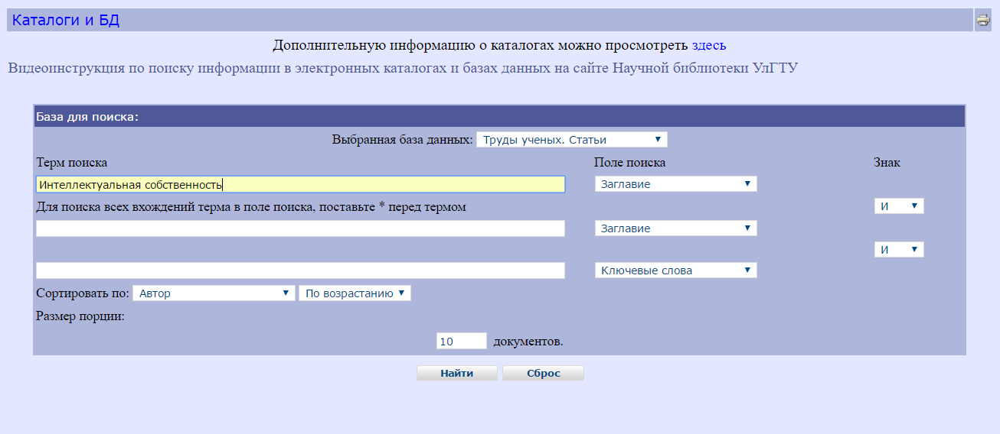 Каталоги и БД
Дополнительную информацию о каталогах можно просмотреть здесь
Видеоинструкция по поиску информации в электронных каталогах и базах данных на сайте Научной библиотеки УлГТУ
База для поиска:
Выбранная база данных: Труды ученых. Статьи
Терм поиска Поле поиска Знак
Интеллектуальная собственность Заглавие
Для поиска всех вхождений терма в поле поиска, поставьте * перед термом И
Заглавие
И
Ключевые слова
Сортировать по: Автор По возрастанию
Размер порции:
10 документов.
Найти Сброс